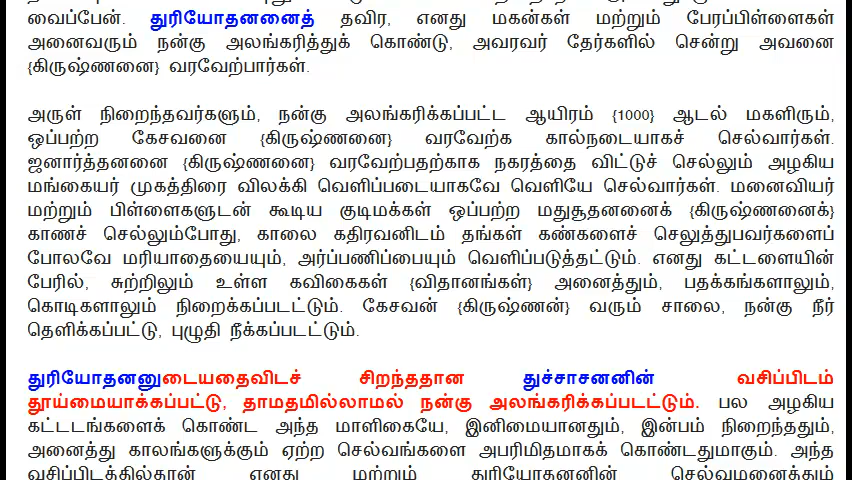 வைப்பேன். துரியோதனனைத் தவிர, எனது மகன்கள் மற்றும் பேரப்பிள்ளைகள்
அனைவரும் நன்கு அலங்கரித்துக் கொண்டு, அவரவர் தேர்களில் சென்று அவனை
{கிருஷ்ணனை} வரவேற்பார்கள்.
அருள் நிறைந்தவர்களும், நன்கு அலங்கரிக்கப்பட்ட ஆயிரம் {1000} ஆடல் மகளிரும்,
ஒப்பற்ற கேசவனை {கிருஷ்ணனை} வரவேற்க கால்நடையாகச் செல்வார்கள்.
ஜனார்த்தனனை {கிருஷ்ணனை} வரவேற்பதற்காக நகரத்தை விட்டுச் செல்லும் அழகிய
மங்கையர் முகத்திரை விலக்கி வெளிப்படையாகவே வெளியே செல்வார்கள். மனைவியர்
மற்றும் பிள்ளைகளுடன் கூடிய குடிமக்கள் ஒப்பற்ற மதுசூதனனைக் {கிருஷ்ணனைக்}
காணச் செல்லும்போது, காலை கதிரவனிடம் தங்கள் கண்களைச் செலுத்துபவர்களைப்
போலவே மரியாதையையும், அர்ப்பணிப்பையும் வெளிப்படுத்தட்டும். எனது கட்டளையின்
பேரில், சுற்றிலும் உள்ள கவிகைகள் {விதானங்கள்} அனைத்தும், பதக்கங்களாலும்,
கொடிகளாலும் நிறைக்கப்படட்டும். கேசவன் {கிருஷ்ணன்} வரும் சாலை, நன்கு நீர்
தெளிக்கப்பட்டு, புழுதி நீக்கப்படட்டும்.
துரியோதனனுடையதைவிடச் சிறந்ததான துச்சாசனனின் வசிப்பிடம்
தூய்மையாக்கப்பட்டு, தாமதமில்லாமல் நன்கு அலங்கரிக்கப்படட்டும். பல அழகிய
கட்டடங்களைக் கொண்ட அந்த மாளிகையே, இனிமையானதும், இன்பம் நிறைந்ததும்,
அனைத்து காலங்களுக்கும் ஏற்ற செல்வங்களை அபரிமிதமாகக் கொண்டதுமாகும். அந்த
வசிப்பிடத்தில்தான் எனது மற்றும் துரியோதனனின் செல்வமனைத்தும்